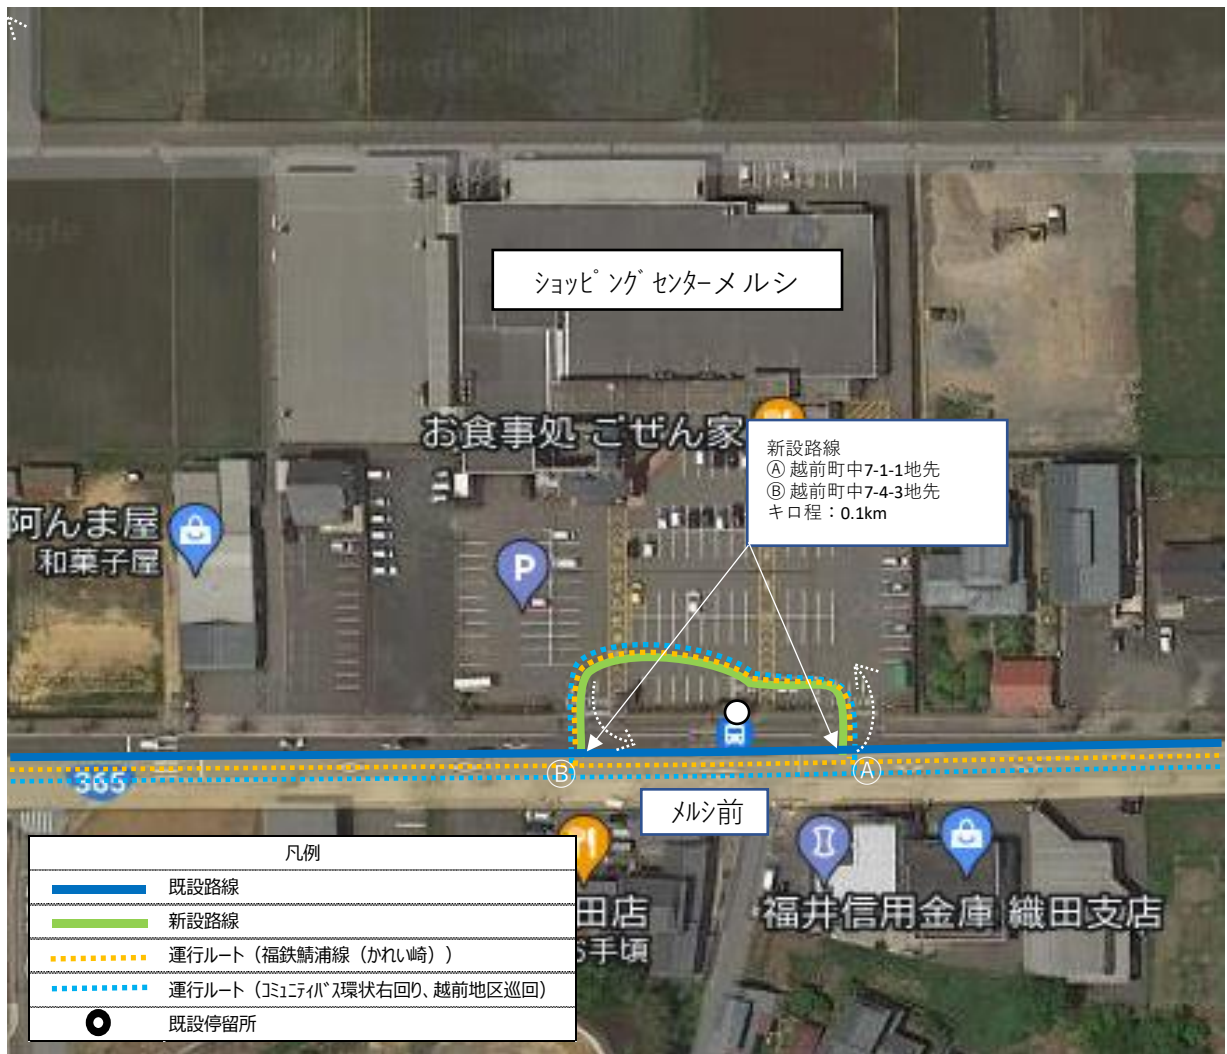 ショッピングセンターメルシ
お食事処 ごぜん家
新設路線
Ⓐ 越前町中7-1-1地先
Ⓑ 越前町中7-4-3地先
キロ程：0.1km
阿んま屋
和菓子屋
P
365
Ⓑ
Ⓐ
メルシ前
田店
お手頃
福井信用金庫 織田支店
凡例
既設路線
新設路線
運行ルート（福鉄鯖浦線（かれい崎））
運行ルート（コミュニティバス環状右回り、越前地区巡回）
既設停留所